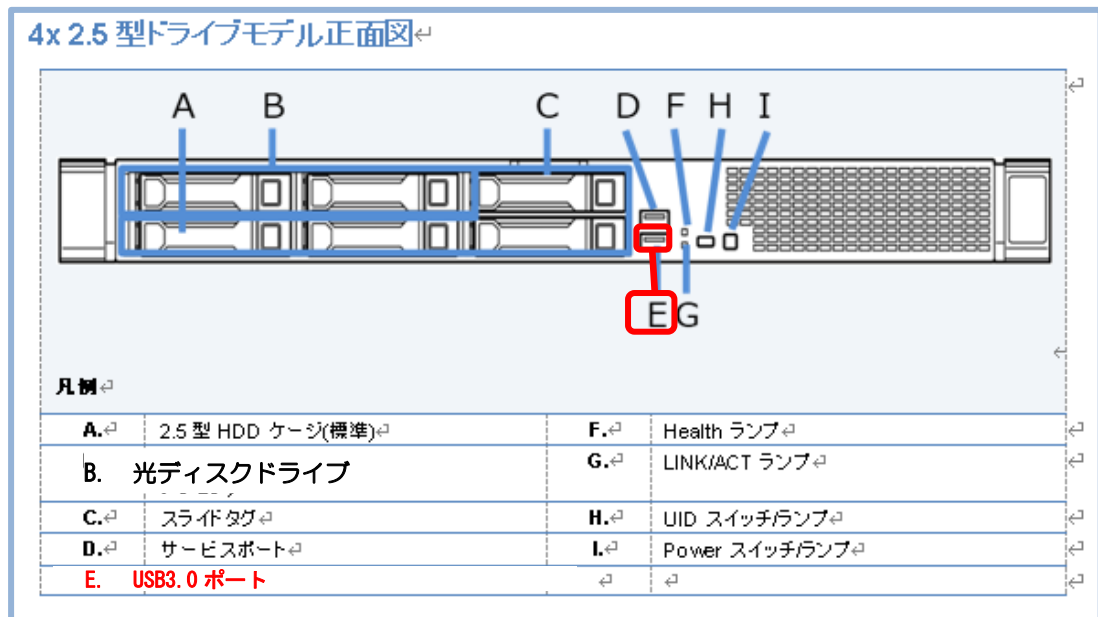 4x 2.5 型ドライブモデル正面図↵
A B C D F H I
E G
凡例↵
A.↵ 2.5 型 HDD ケージ(標準)↵ F.↵ Health ランプ↵
B. 光ディスクドライブ G.↵ LINK/ACT ランプ↵
C.↵ スライドタグ↵ H.↵ UID スイッチ/ランプ↵
D.↵ サービスポート↵ I.↵ Power スイッチ/ランプ↵
E. USB3.0 ポート ↵ ↵